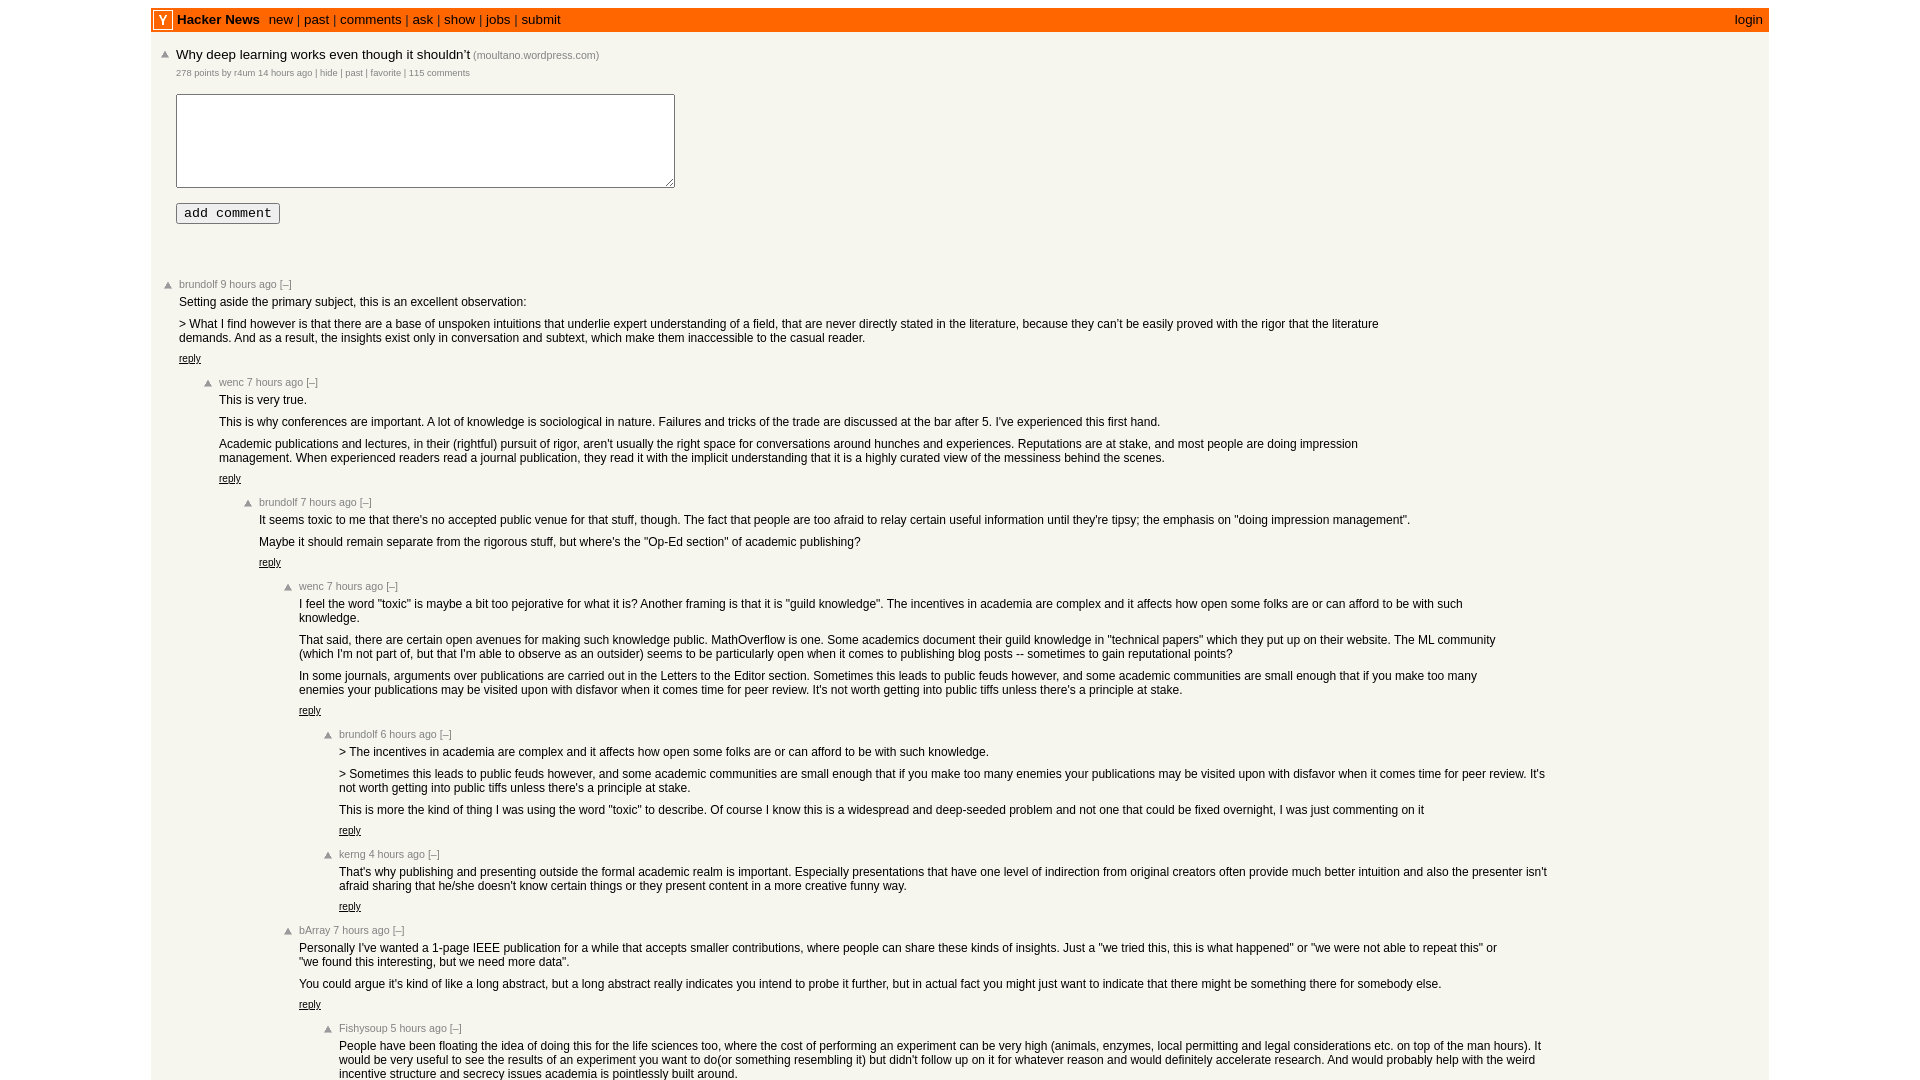 Y Hacker News new | past | comments | ask | show | jobs | submit login
Why deep learning works even though it shouldn’t (moultano.wordpress.com)
278 points by r4um 14 hours ago | hide | past | favorite | 115 comments
add comment
brundolf 9 hours ago [–]
Setting aside the primary subject, this is an excellent observation:
> What I find however is that there are a base of unspoken intuitions that underlie expert understanding of a field, that are never directly stated in the literature, because they can’t be easily proved with the rigor that the literature
demands. And as a result, the insights exist only in conversation and subtext, which make them inaccessible to the casual reader.
reply
wenc 7 hours ago [–]
This is very true.
This is why conferences are important. A lot of knowledge is sociological in nature. Failures and tricks of the trade are discussed at the bar after 5. I've experienced this first hand.
Academic publications and lectures, in their (rightful) pursuit of rigor, aren't usually the right space for conversations around hunches and experiences. Reputations are at stake, and most people are doing impression
management. When experienced readers read a journal publication, they read it with the implicit understanding that it is a highly curated view of the messiness behind the scenes.
reply
brundolf 7 hours ago [–]
It seems toxic to me that there's no accepted public venue for that stuff, though. The fact that people are too afraid to relay certain useful information until they're tipsy; the emphasis on "doing impression management".
Maybe it should remain separate from the rigorous stuff, but where's the "Op-Ed section" of academic publishing?
reply
wenc 7 hours ago [–]
I feel the word "toxic" is maybe a bit too pejorative for what it is? Another framing is that it is "guild knowledge". The incentives in academia are complex and it affects how open some folks are or can afford to be with such
knowledge.
That said, there are certain open avenues for making such knowledge public. MathOverflow is one. Some academics document their guild knowledge in "technical papers" which they put up on their website. The ML community
(which I'm not part of, but that I'm able to observe as an outsider) seems to be particularly open when it comes to publishing blog posts -- sometimes to gain reputational points?
In some journals, arguments over publications are carried out in the Letters to the Editor section. Sometimes this leads to public feuds however, and some academic communities are small enough that if you make too many
enemies your publications may be visited upon with disfavor when it comes time for peer review. It's not worth getting into public tiffs unless there's a principle at stake.
reply
brundolf 6 hours ago [–]
> The incentives in academia are complex and it affects how open some folks are or can afford to be with such knowledge.
> Sometimes this leads to public feuds however, and some academic communities are small enough that if you make too many enemies your publications may be visited upon with disfavor when it comes time for peer review. It's
not worth getting into public tiffs unless there's a principle at stake.
This is more the kind of thing I was using the word "toxic" to describe. Of course I know this is a widespread and deep-seeded problem and not one that could be fixed overnight, I was just commenting on it
reply
kerng 4 hours ago [–]
That's why publishing and presenting outside the formal academic realm is important. Especially presentations that have one level of indirection from original creators often provide much better intuition and also the presenter isn't
afraid sharing that he/she doesn't know certain things or they present content in a more creative funny way.
reply
bArray 7 hours ago [–]
Personally I've wanted a 1-page IEEE publication for a while that accepts smaller contributions, where people can share these kinds of insights. Just a "we tried this, this is what happened" or "we were not able to repeat this" or
"we found this interesting, but we need more data".
You could argue it's kind of like a long abstract, but a long abstract really indicates you intend to probe it further, but in actual fact you might just want to indicate that there might be something there for somebody else.
reply
Fishysoup 5 hours ago [–]
People have been floating the idea of doing this for the life sciences too, where the cost of performing an experiment can be very high (animals, enzymes, local permitting and legal considerations etc. on top of the man hours). It
would be very useful to see the results of an experiment you want to do(or something resembling it) but didn't follow up on it for whatever reason and would definitely accelerate research. And would probably help with the weird
incentive structure and secrecy issues academia is pointlessly built around.